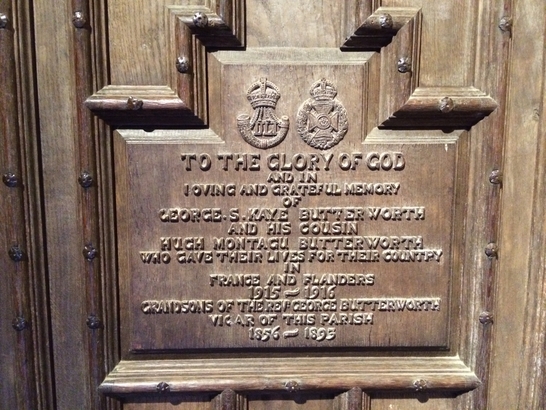 TO THE GLORY OF GOD
AND IN
LOVING AND GRATEFUL MEMORY
OF
GEORGE.S.KAYE BUTTERWORTH
AND HIS COUSIN
HUGH MONTAGU BUTTERWORTH
WHO GAVE THEIR LIVES FOR THEIR COUNTRY
IN
FRANCE AND FLANDERS
1915 – 1916
GRANDSONS OF THE REV: GEORGE BUTTERWORTH
VICAR OF THIS PARISH
1856 – 1893